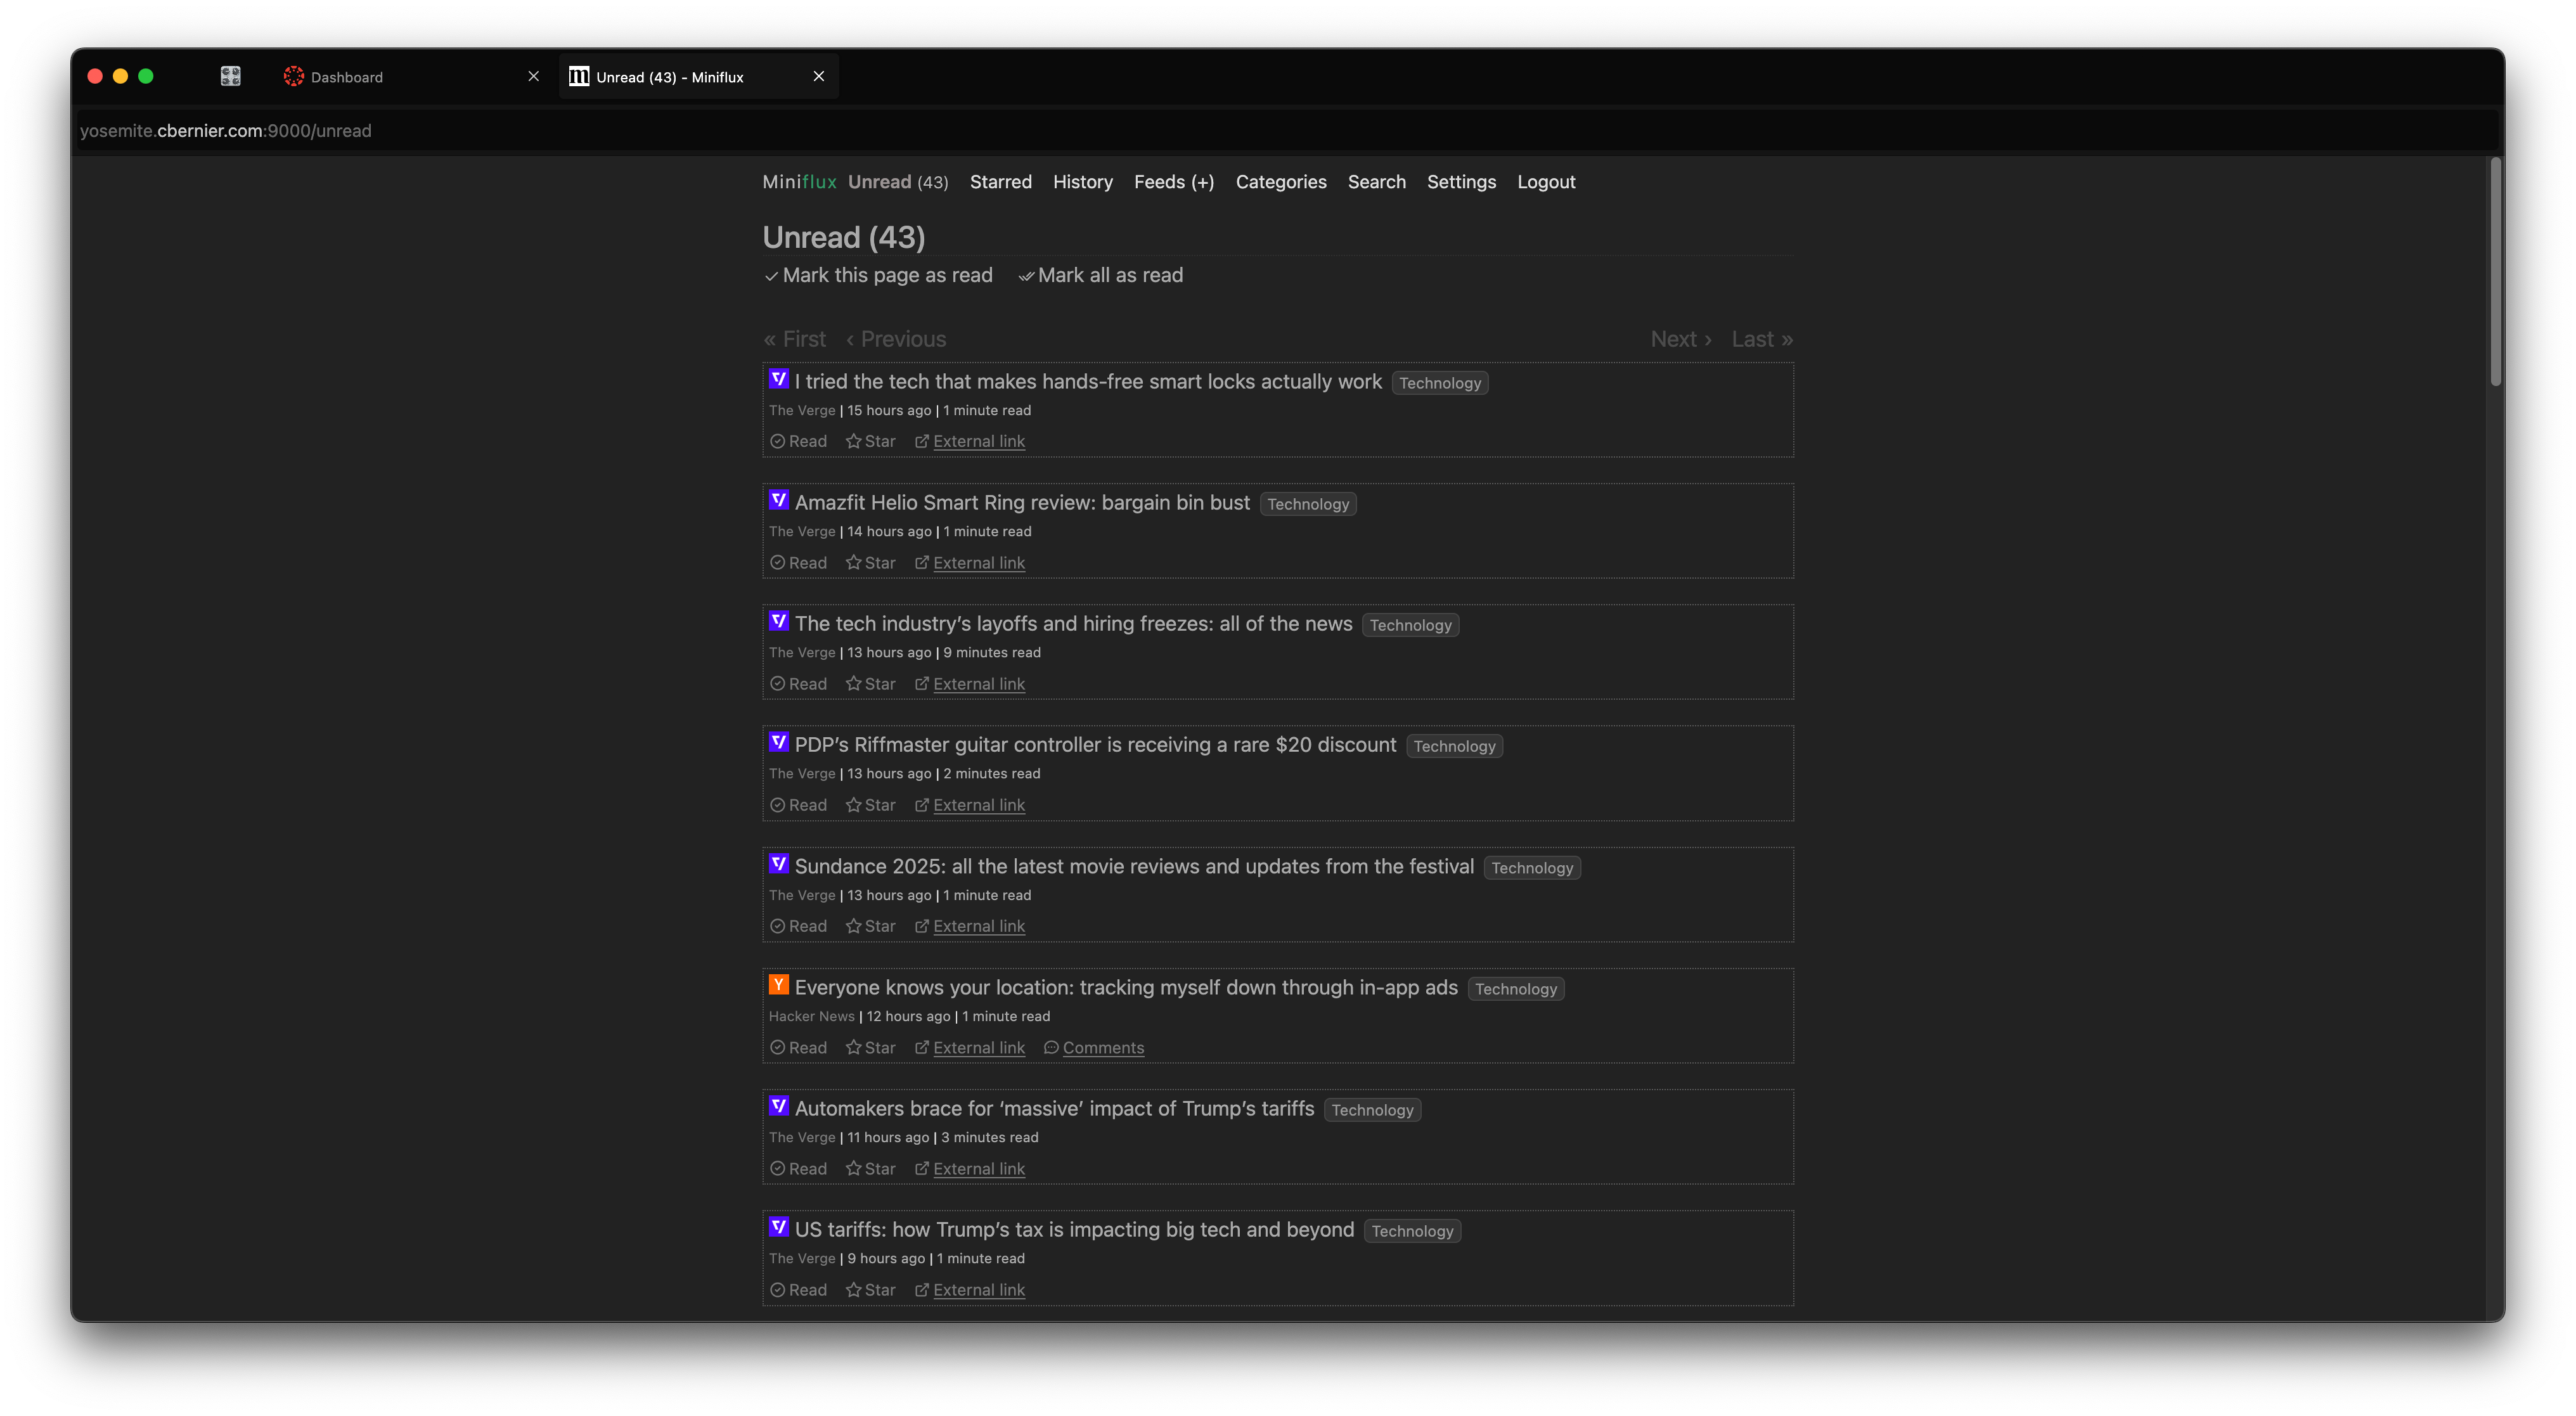 Dashboard
Unread (43) - Miniflux
yosemite.cbernier.com:9000/unread
Miniflux Unread (43) Starred History Feeds (+) Categories Search Settings Logout
Unread (43)
Mark this page as read Mark all as read
« First ‹ Previous Next › Last »
I tried the tech that makes hands-free smart locks actually work Technology
The Verge | 15 hours ago | 1 minute read
Read Star External link
Amazfit Helio Smart Ring review: bargain bin bust Technology
The Verge | 14 hours ago | 1 minute read
Read Star External link
The tech industry’s layoffs and hiring freezes: all of the news Technology
The Verge | 13 hours ago | 9 minutes read
Read Star External link
PDP’s Riffmaster guitar controller is receiving a rare $20 discount Technology
The Verge | 13 hours ago | 2 minutes read
Read Star External link
Sundance 2025: all the latest movie reviews and updates from the festival Technology
The Verge | 13 hours ago | 1 minute read
Read Star External link
Y Everyone knows your location: tracking myself down through in-app ads Technology
Hacker News | 12 hours ago | 1 minute read
Read Star External link Comments
Automakers brace for ‘massive’ impact of Trump’s tariffs Technology
The Verge | 11 hours ago | 3 minutes read
Read Star External link
US tariffs: how Trump’s tax is impacting big tech and beyond Technology
The Verge | 9 hours ago | 1 minute read
Read Star External link